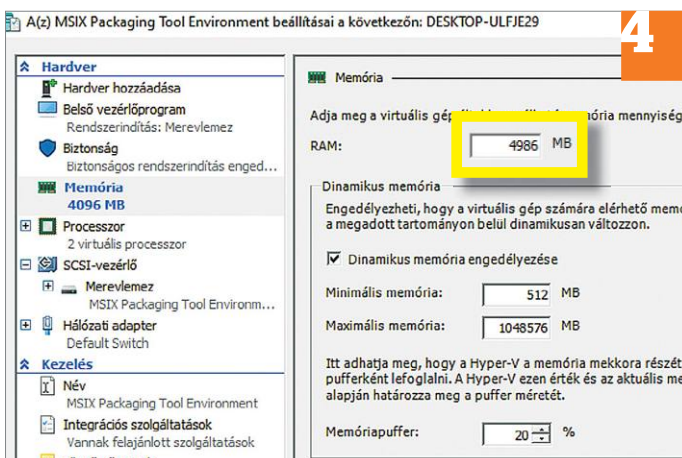 A(z) MSIX Packaging Tool Environment beállításai a következőn: DESKTOP-ULFJE29
4
Hardver
Hardver hozzáadása
Belső vezérlőprogram
Rendszerindítás: Merevlemez
Biztonság
Biztonságos rendszerindítás enged...
Memória
4096 MB
Processzor
2 virtuális processzor
SCSI-vezérlő
Merevlemez
MSIX Packaging Tool Environm...
Hálózati adapter
Default Switch
Kezelés
Név
MSIX Packaging Tool Environment
Integrációs szolgáltatások
Vannak felajánlott szolgáltatások
Memória
Adja meg a virtuális mennyiség
RAM: 4986 MB
Dinamikus memória
Engedélyezheti, hogy a virtuális gép számára elérhető
a megadott tartományon belül dinamikusan változzon.
Dinamikus memória engedélyezése
Minimális memória: 512 MB
Maximális memória: 1048576 MB
Itt adhatja meg, hogy a Hyper-V a memória mekkora részét
pufferként lefoglalni. A Hyper-V ezen érték és az aktuális
alapján határozza meg a puffer méretét.
Memóriapuffer: 20 %